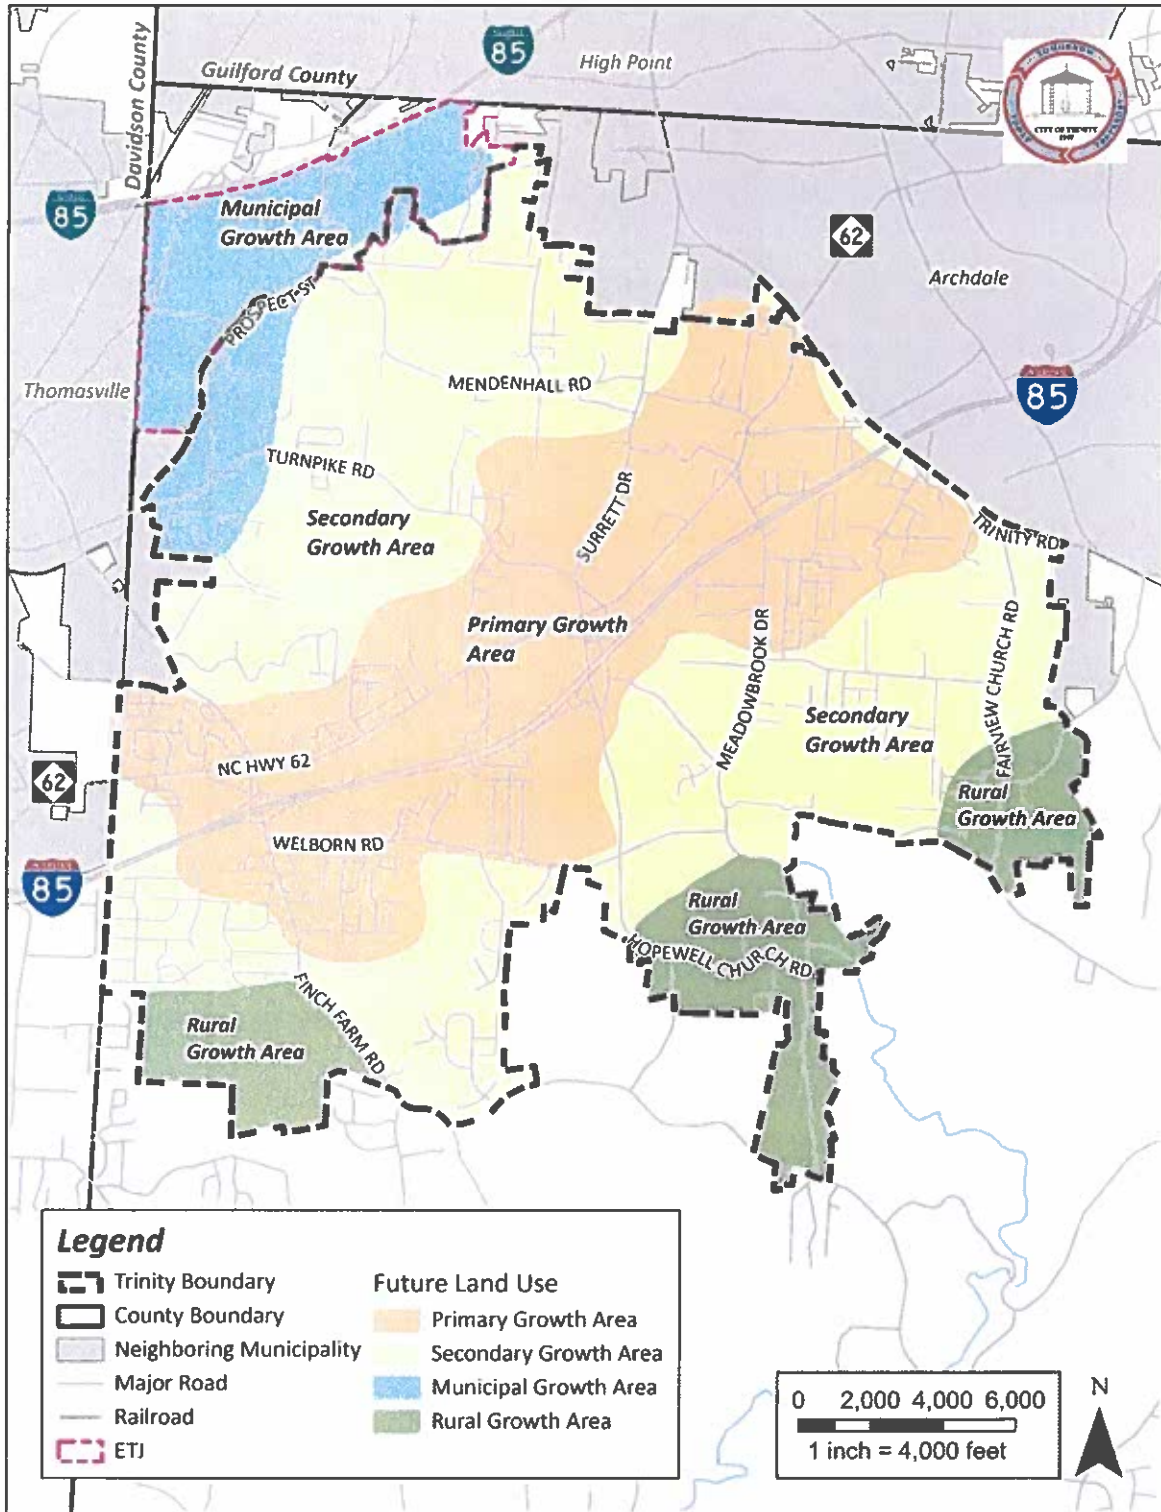 85
Guilford County
High Point
Davidson County
CITY OF TRINITY
85
Municipal
Growth Area
62
Archdale
PROSPECT ST
Thomasville
MENDENHALL RD
85
TURNPIKE RD
SURRETT DR
Secondary
Growth Area
TRINITY RD
Primary Growth
Area
MEADOWBROOK DR
FAIRVIEW CHURCH RD
Secondary
Growth Area
NC HWY 62
62
Rural
Growth Area
WELBORN RD
85
Rural
Growth Area
HOPEWELL CHURCH RD
FINCH FARM RD
Rural
Growth Area
Legend
Trinity Boundary
County Boundary
Neighboring Municipality
Major Road
Railroad
ETJ
Future Land Use
Primary Growth Area
Secondary Growth Area
Municipal Growth Area
Rural Growth Area
0 2,000 4,000 6,000
1 inch = 4,000 feet
N